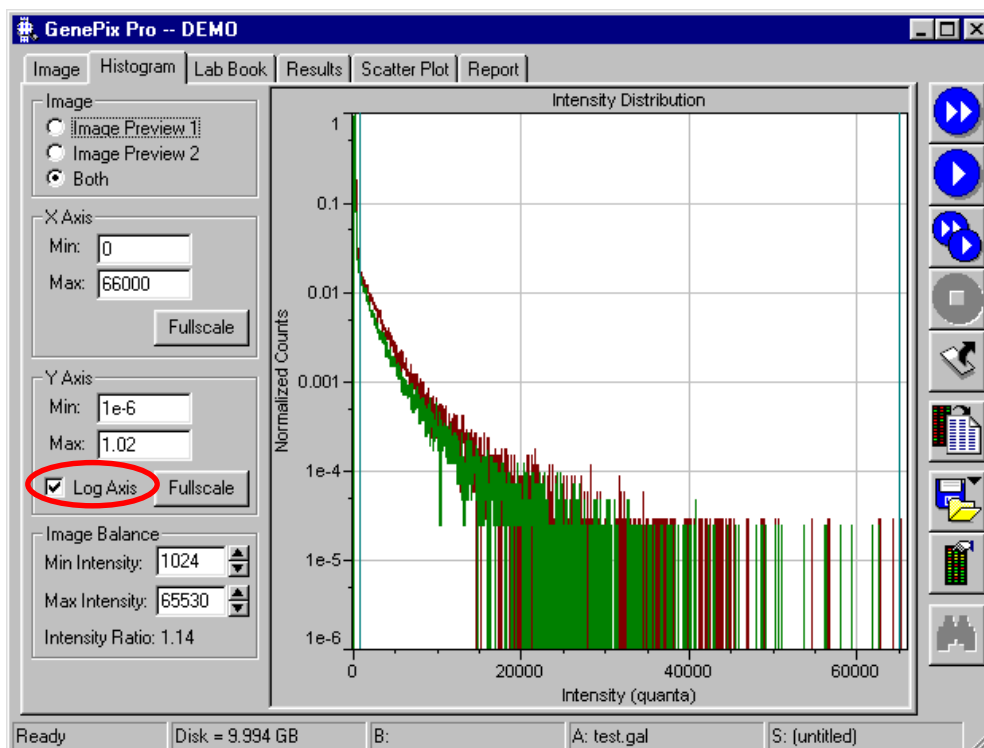 GenePix Pro -- DEMO
Image Histogram Lab Book Results Scatter Plot Report
Image
Image Preview 1
Image Preview 2
Both
X Axis
Min: 0
Max: 66000
Fullscale
Y Axis
Min: 1e-6
Max: 1.02
Log Axis Fullscale
Image Balance
Min Intensity: 1024
Max Intensity: 65530
Intensity Ratio: 1.14
Intensity Distribution
Normalized Counts
1
0.1
0.01
0.001
1e-4
1e-5
1e-6
0 20000 40000 60000
Intensity (quanta)
Ready Disk = 9.994 GB B: A: test.gal S: (untitled)